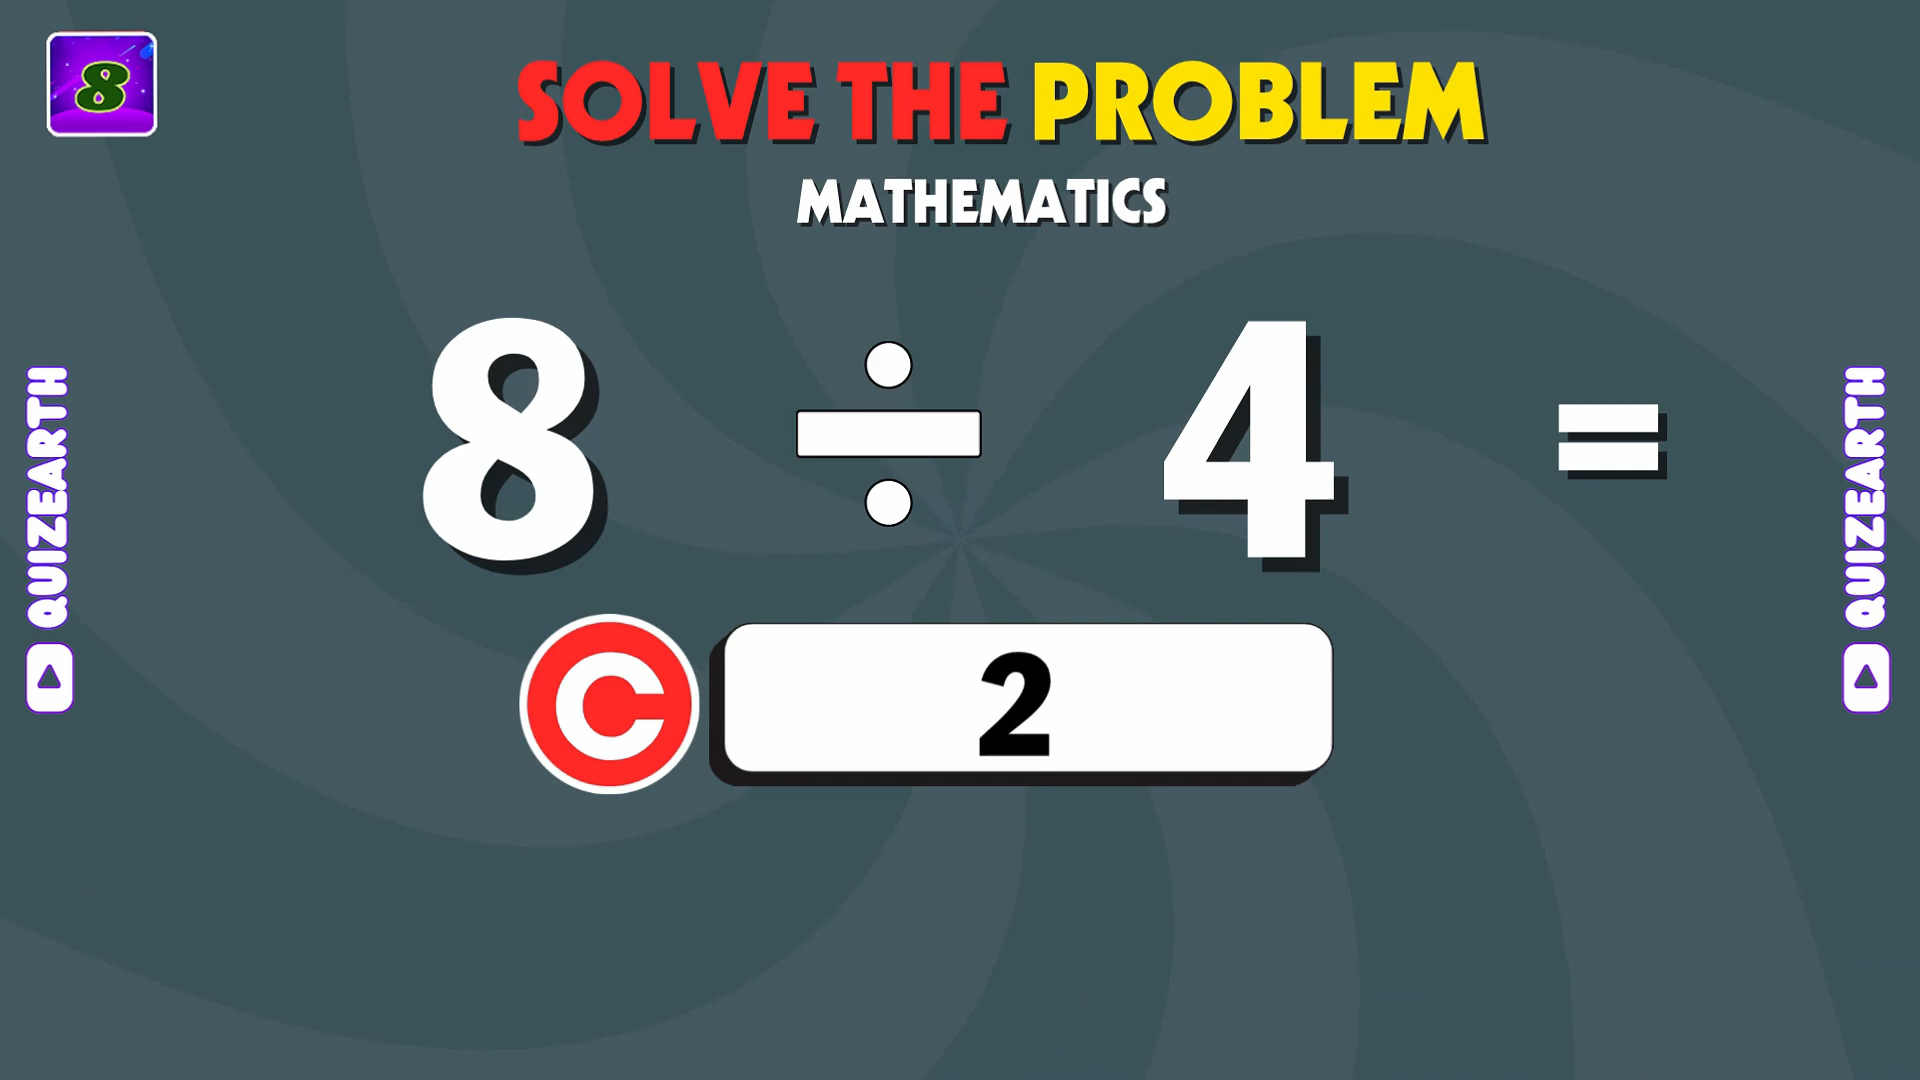 8
SOLVE THE PROBLEM
MATHEMATICS
8 ÷ 4 =
C 2
QUIZEARTH
QUIZEARTH